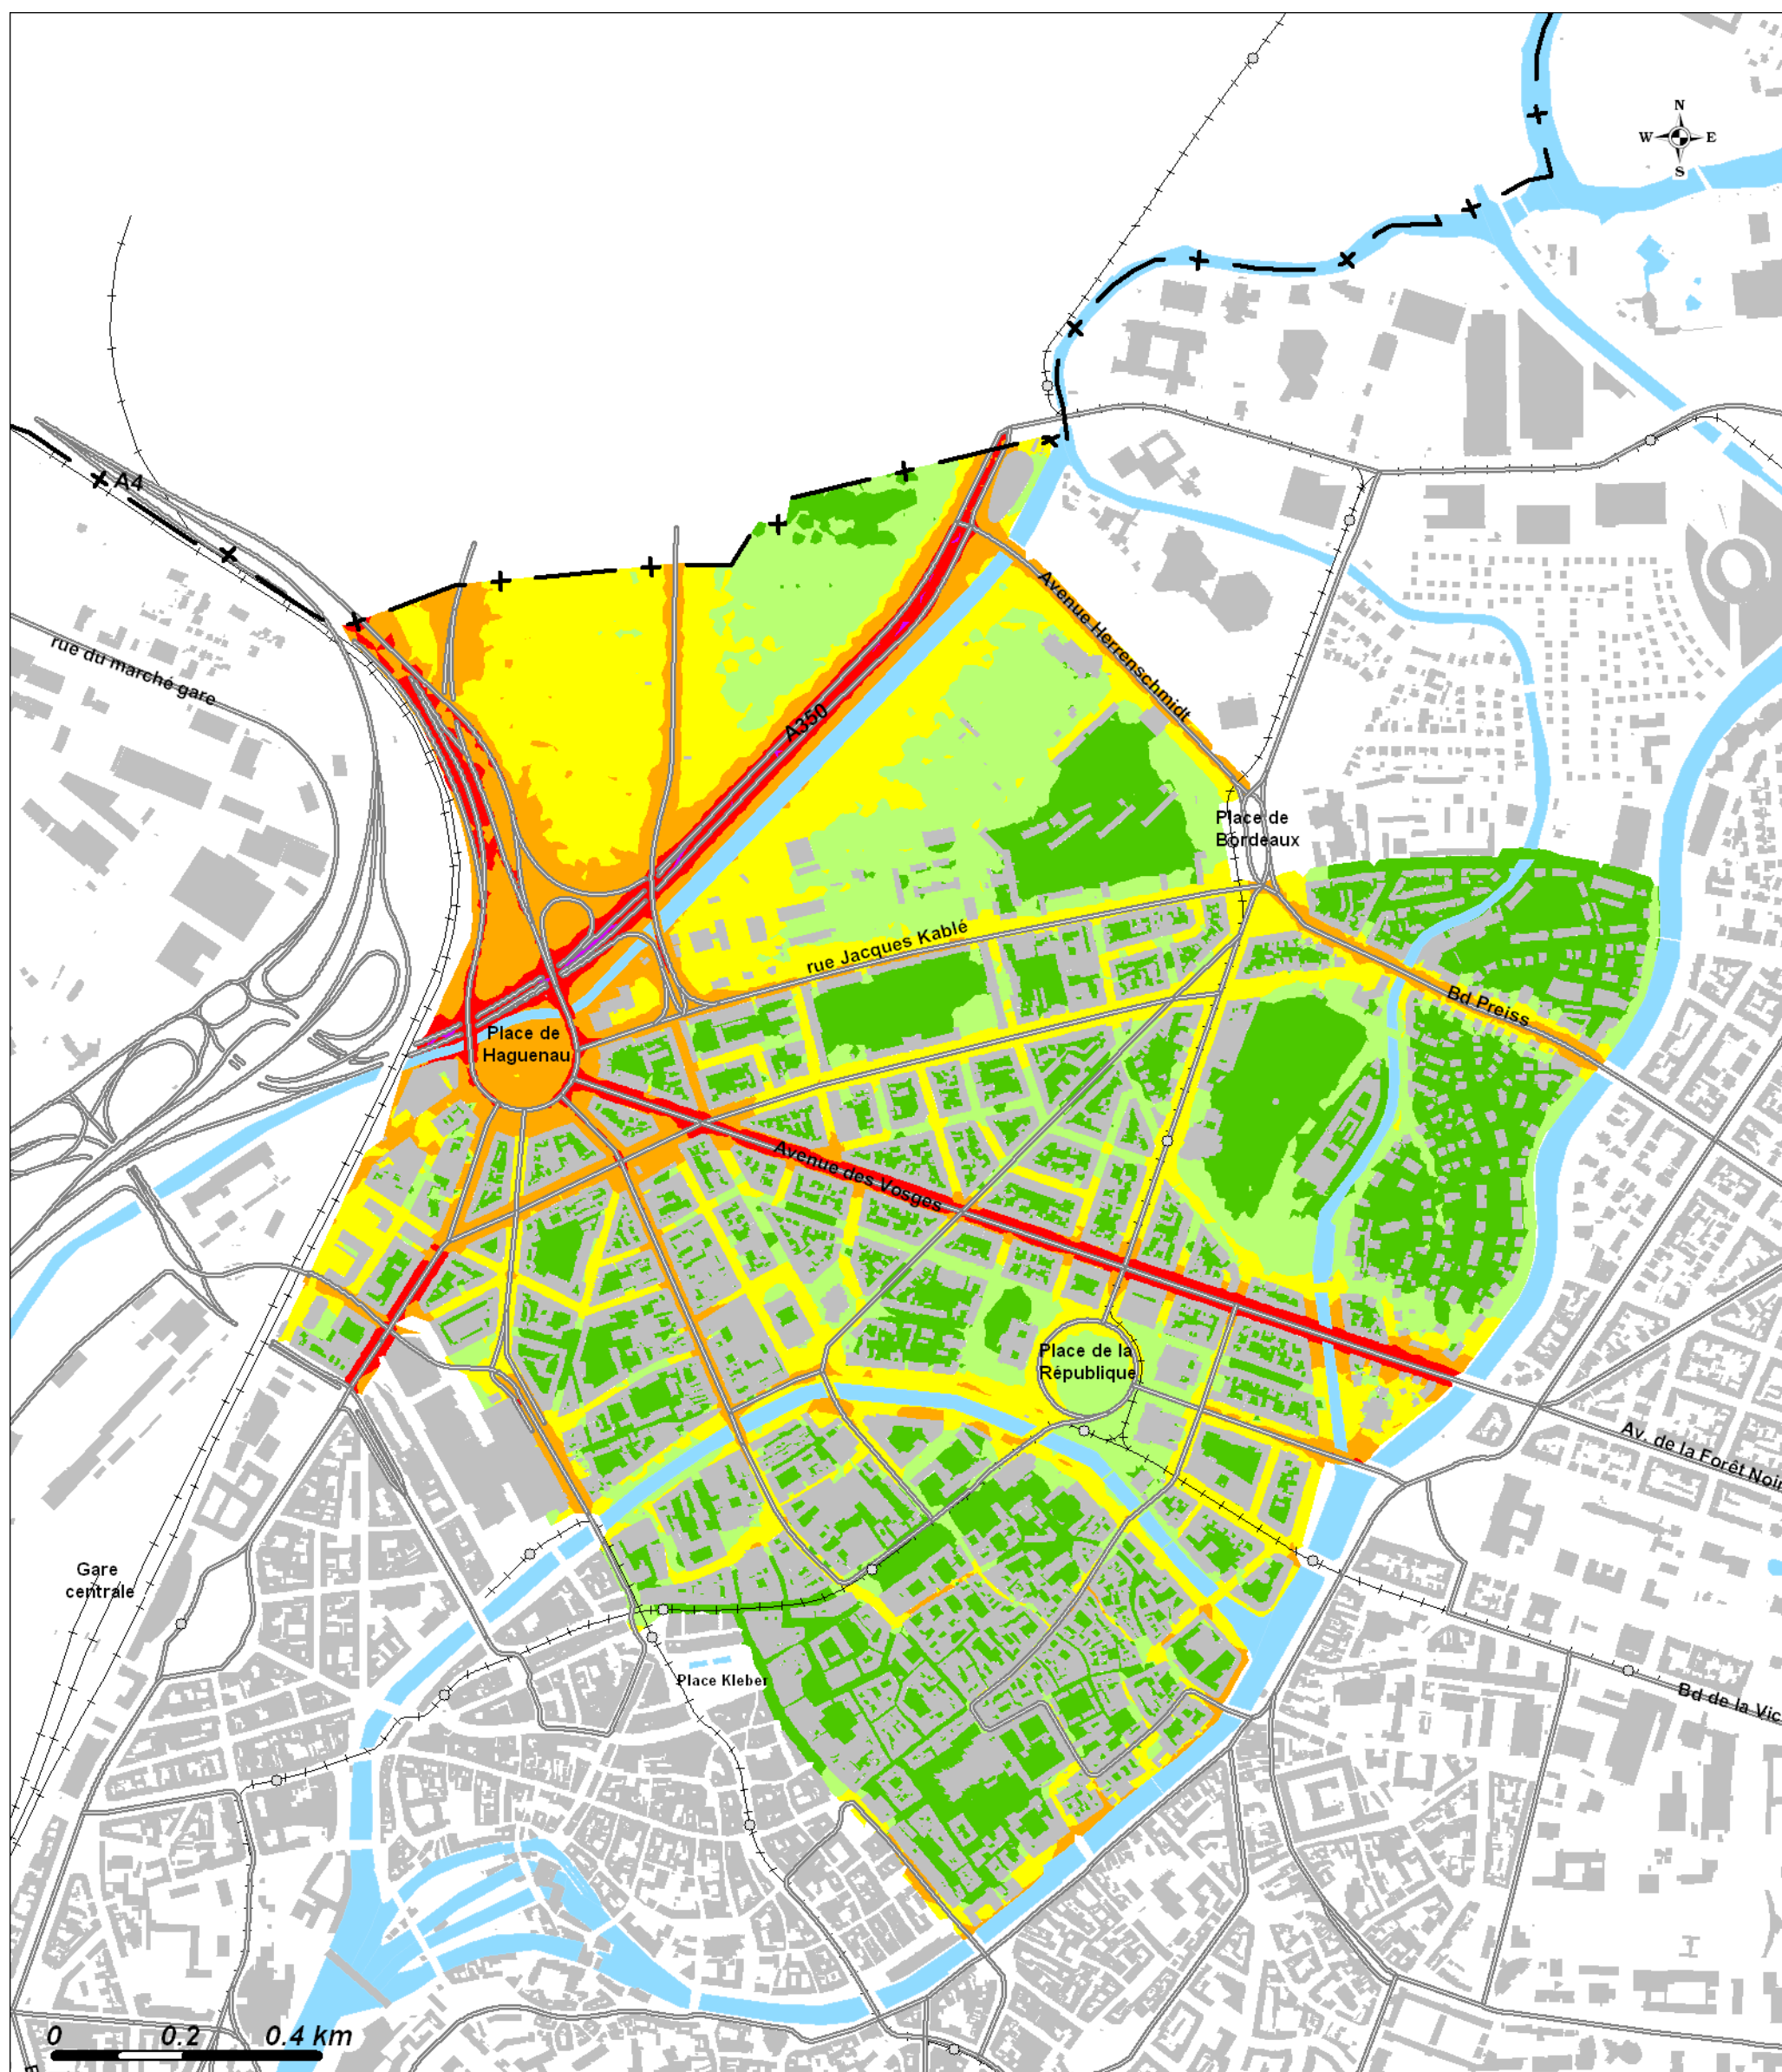 N
W E
S
A4
rue du marché gare
Avenue Herrenschmidt
A350
Place de
Bordeaux
rue Jacques Kablé
Bd Preiss
Place de
Haguenau
Avenue des Vosges
Place de la
République
Av. de la Forêt Noir
Gare
centrale
Place Kleber
Bd de la Vic
0 0.2 0.4 km